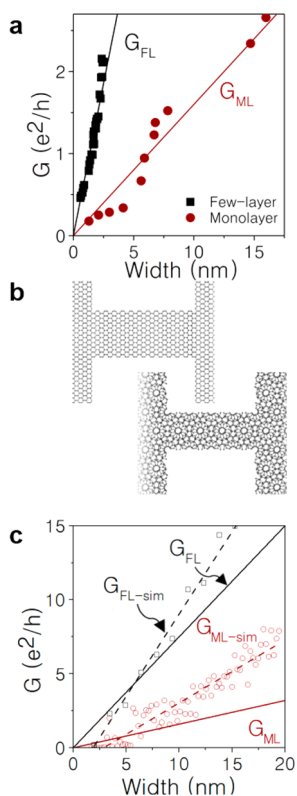 a
G_FL
G_ML
2
1
0
G (e²/h)
Few-layer
Monolayer
0 5 10 15
Width (nm)
b
c
15
10
5
0
G (e²/h)
G_FL
G_FL-sim
G_ML-sim
G_ML
0 5 10 15 20
Width (nm)